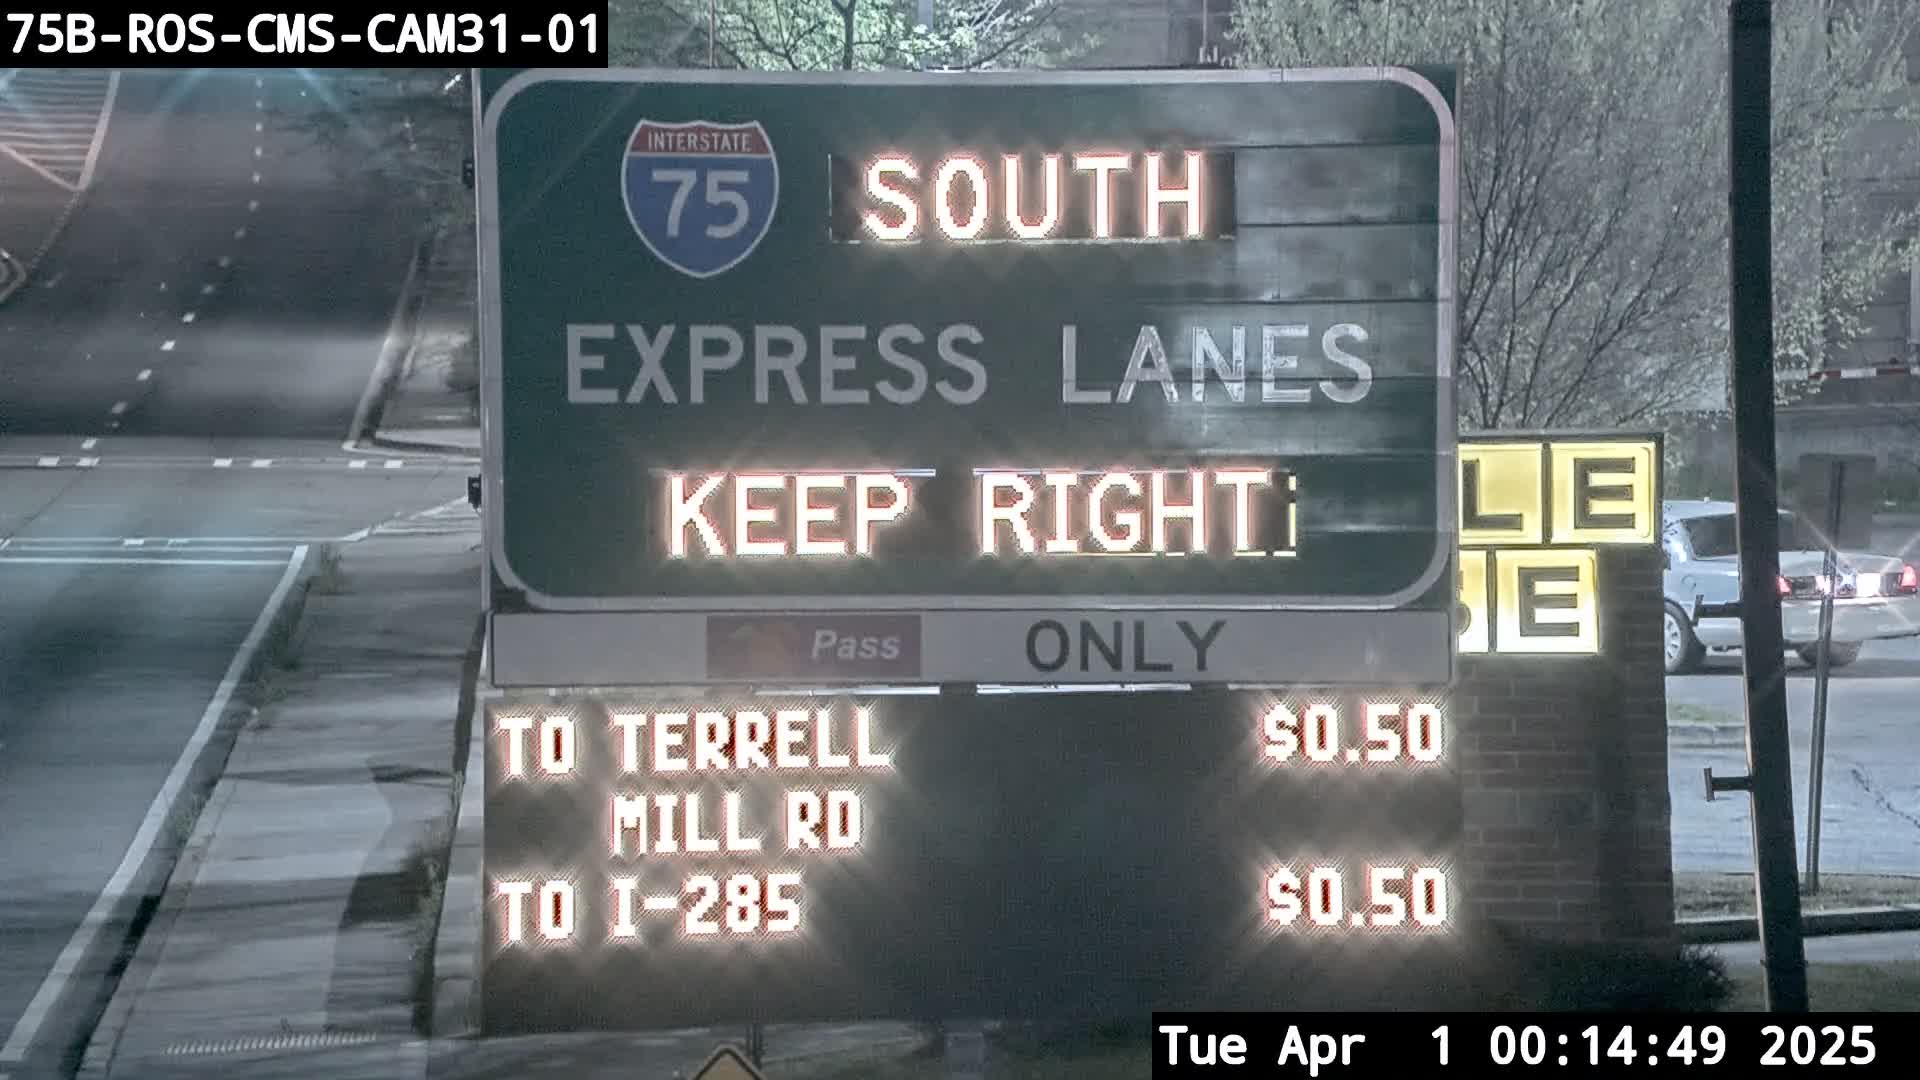 75B-ROS-CMS-CAM31-01
INTERSTATE
75
SOUTH
EXPRESS LANES
KEEP RIGHT
Pass ONLY
TO TERRELL $0.50
MILL RD
TO I-285 $0.50
LE
E
Tue Apr 1 00:14:49 2025